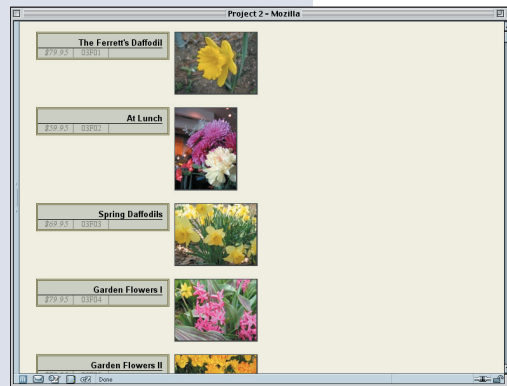 Project 2 - Mozilla
The Ferrett's Daffodil
$79.95 | 03F01 |
At Lunch
$59.95 | 03F02 |
Spring Daffodils
$69.95 | 03F03 |
Garden Flowers I
$79.95 | 03F04 |
Garden Flowers II
Done